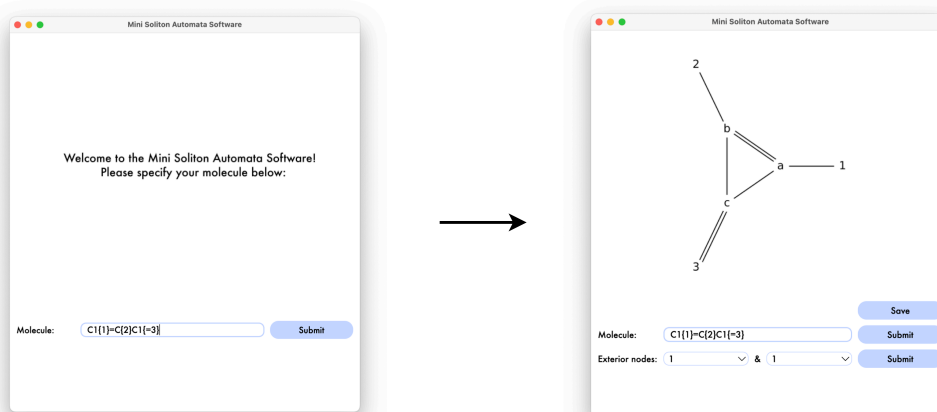 Mini Soliton Automata Software
Welcome to the Mini Soliton Automata Software!
Please specify your molecule below:
Molecule: C1{1}=C{2}C1{=3} Submit
Mini Soliton Automata Software
2
b
a 1
c
3
Save
Molecule: C1{1}=C{2}C1{=3} Submit
Exterior nodes: 1 & 1 Submit